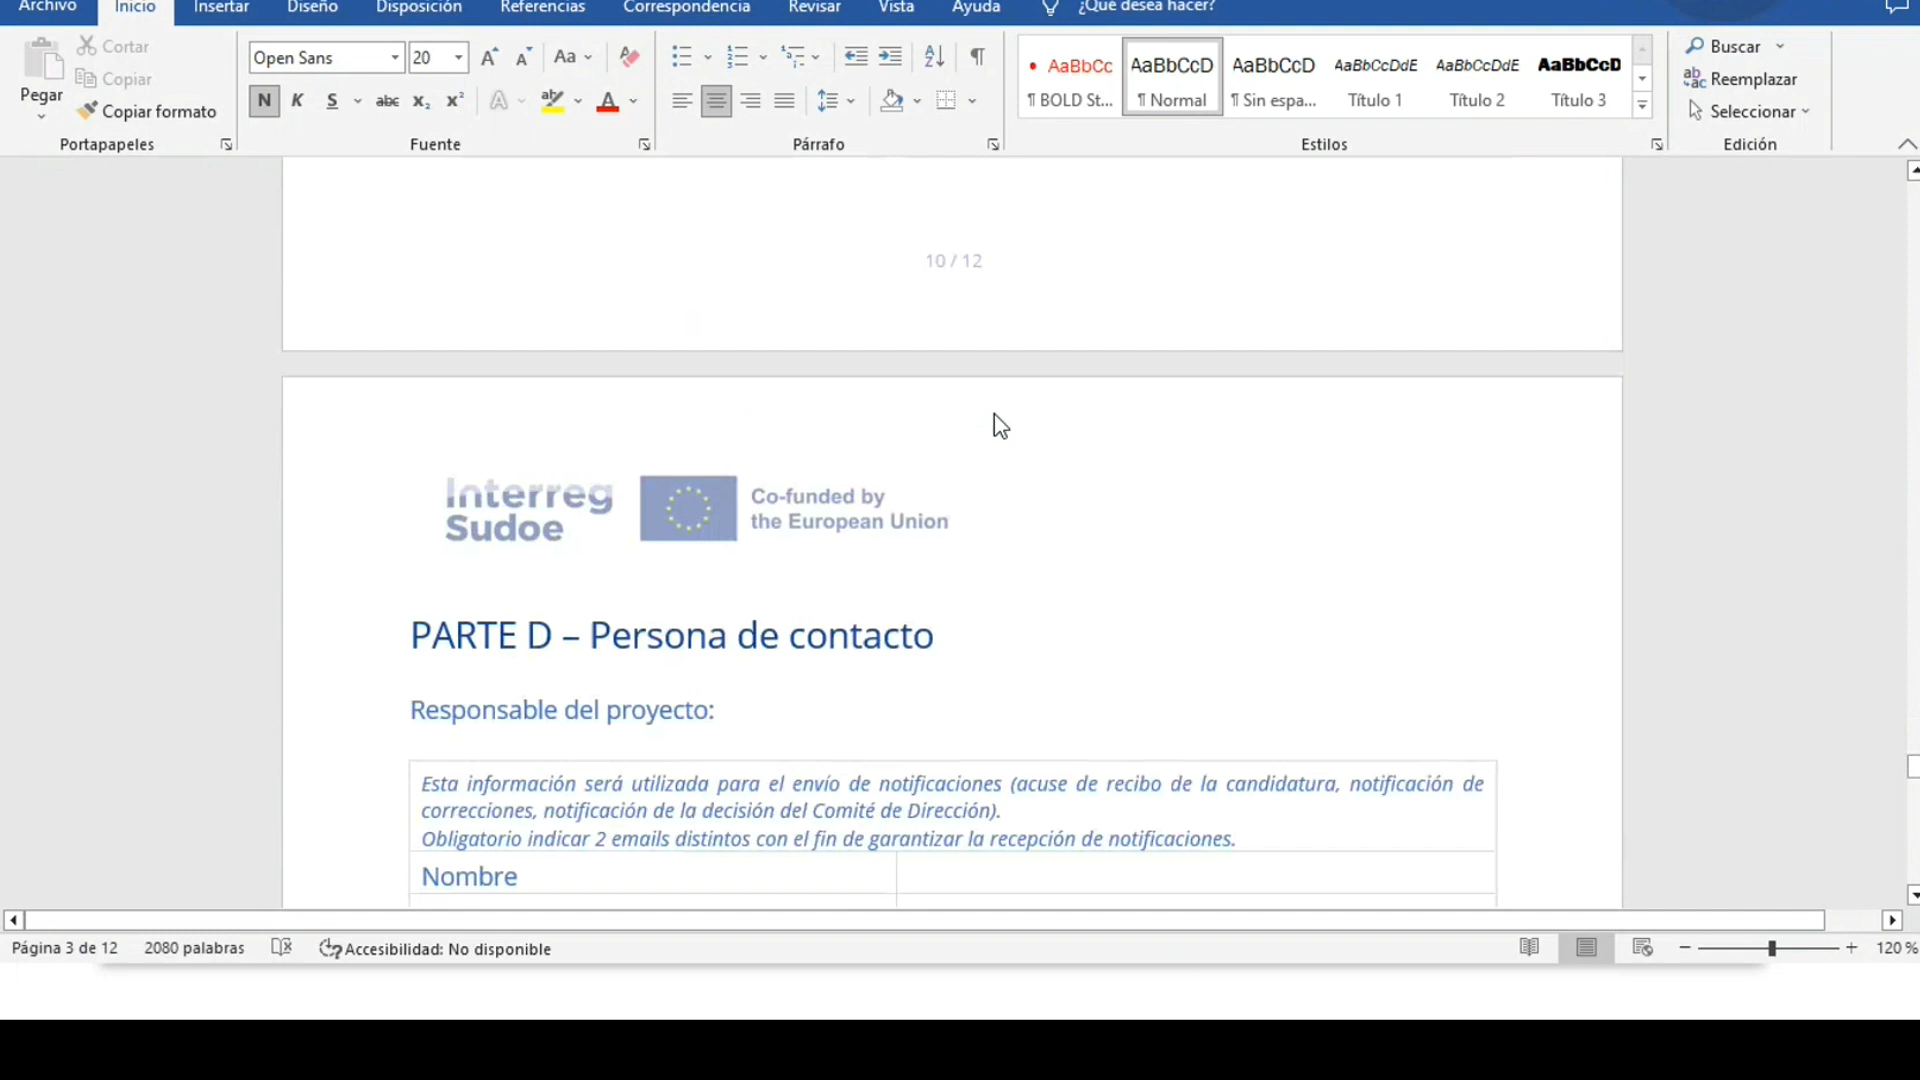 Archivo Inicio Insertar Diseño Disposición Referencias Correspondencia Revisar Vista Ayuda ¿Qué desea hacer?
Pegar
Cortar
Copiar
Copiar formato
Portapapeles
Open Sans 20
Aa
N K S abc x₂ x² A ab A
Fuente
Párrafo
AaBbCc AaBbCcD AaBbCcD AaBbCcDdE AaBbCcDdE AaBbCcD
¶ BOLD St... ¶ Normal ¶ Sin espa... Título 1 Título 2 Título 3
Estilos
Buscar
Reemplazar
Seleccionar
Edición
10 / 12
Interreg
Sudoe
Co-funded by
the European Union
PARTE D – Persona de contacto
Responsable del proyecto:
Esta información será utilizada para el envío de notificaciones (acuse de recibo de la candidatura, notificación de
correcciones, notificación de la decisión del Comité de Dirección).
Obligatorio indicar 2 emails distintos con el fin de garantizar la recepción de notificaciones.
Nombre
Página 3 de 12 2080 palabras Accesibilidad: No disponible 120 %